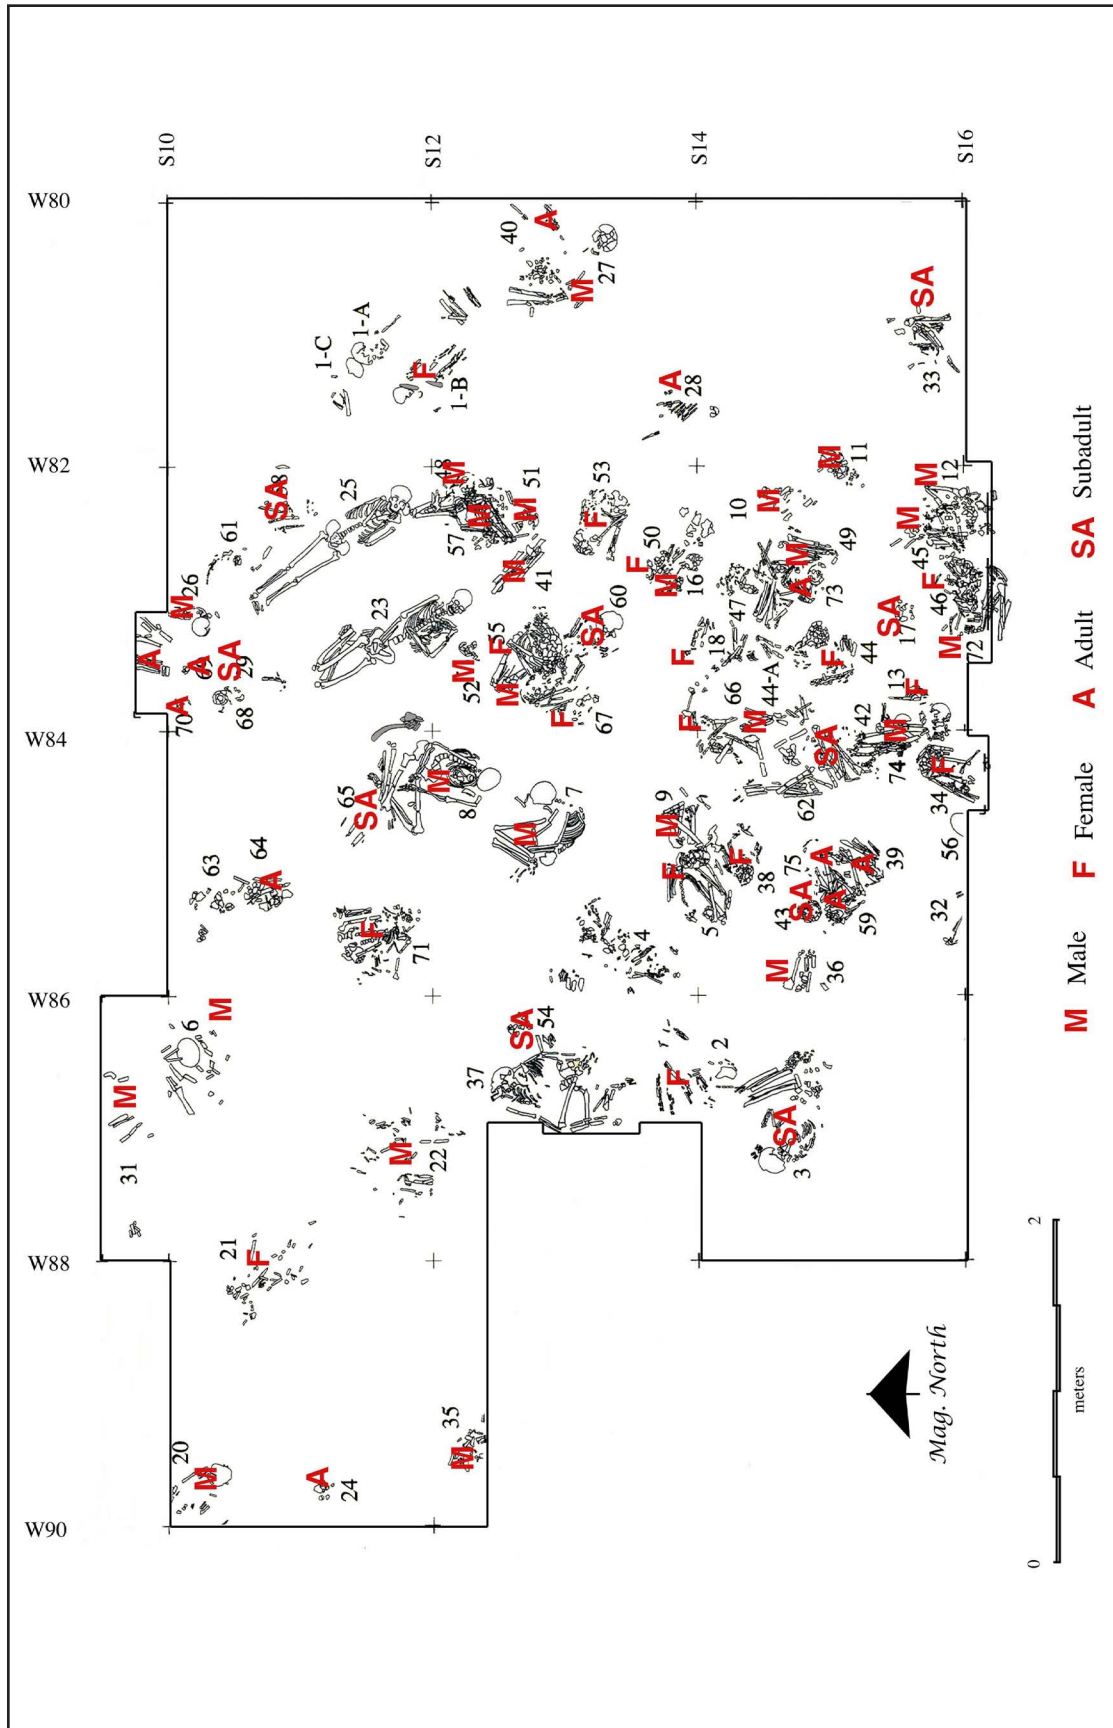 W80
W82
W84
W86
W88
W90
S10
S12
S14
S16
40
A
27
M
1-C
1-A
1-B
F
28
A
33
SA
61
26
M
A
69
A
29
SA
68
70
A
58
SA
25
23
48
M
57
M
51
M
41
M
53
F
50
F
16
M
60
SA
55
F
52
M
M
67
F
10
M
11
M
49
M
73
A
47
18
F
44
F
44-A
M
66
F
12
M
45
M
46
F
17
SA
72
M
13
F
42
M
74
34
F
62
SA
65
SA
8
M
7
M
9
M
5
F
38
F
75
A
39
A
43
SA
59
A
56
32
36
M
63
64
A
71
F
4
6
M
31
M
54
SA
37
2
F
3
SA
22
M
21
F
20
M
24
A
35
M
Mag. North
0
2
meters
M Male
F Female
A Adult
SA Subadult